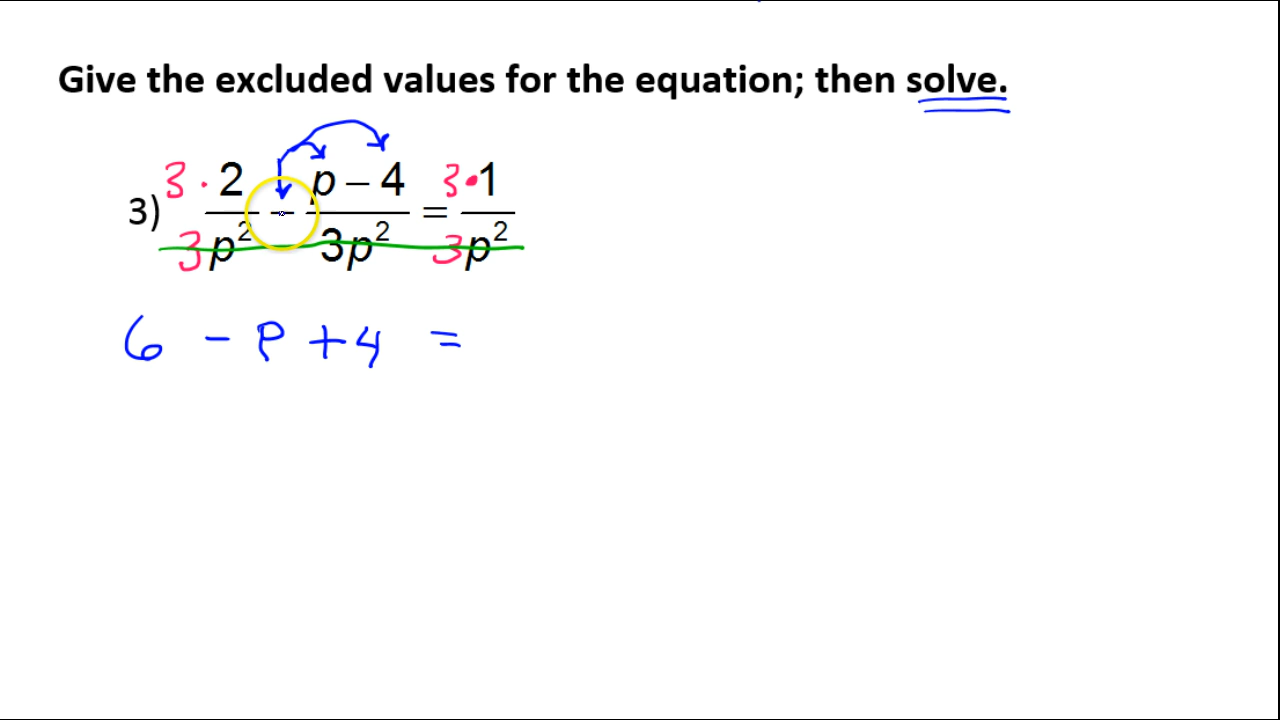 Give the excluded values for the equation; then solve.
3) 3 · 2 / 3p² − p – 4 / 3p² = 3 · 1 / 3p²
6 - P + 4 =